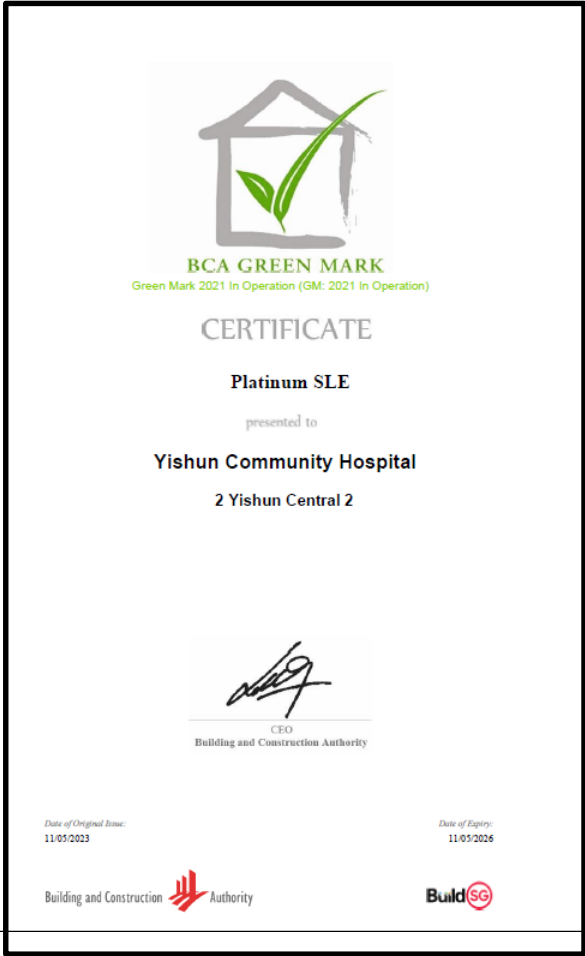 BCA GREEN MARK
Green Mark 2021 In Operation (GM: 2021 In Operation)
CERTIFICATE
Platinum SLE
presented to
Yishun Community Hospital
2 Yishun Central 2
CEO
Building and Construction Authority
Date of Original Issue: Date of Expiry:
11/05/2023 11/05/2026
Building and Construction Authority BuildSG